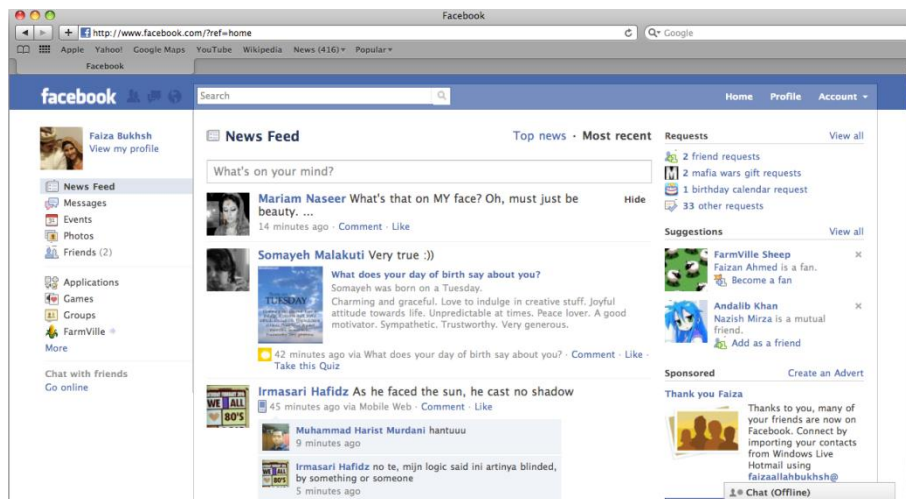 Facebook
http://www.facebook.com/?ref=home
Google
Apple Yahoo! Google Maps YouTube Wikipedia News (416) Popular
Facebook
facebook
Search
Home Profile Account
Faiza Bukhsh
View my profile
News Feed
Messages
Events
Photos
Friends (2)
Applications
Games
Groups
FarmVille
More
Chat with friends
Go online
News Feed
Top news · Most recent
What's on your mind?
Mariam Naseer What's that on MY face? Oh, must just be
beauty. ...
Hide
14 minutes ago · Comment · Like
Somayeh Malakuti Very true :))
TUESDAY
What does your day of birth say about you?
Somayeh was born on a Tuesday.
Charming and graceful. Love to indulge in creative stuff. Joyful
attitude towards life. Unpredictable at times. Peace lover. A good
motivator. Sympathetic. Trustworthy. Very generous.
42 minutes ago via What does your day of birth say about you? · Comment · Like ·
Take this Quiz
WE ALL
80'S
Irmasari Hafidz As he faced the sun, he cast no shadow
45 minutes ago via Mobile Web · Comment · Like
Muhammad Harist Murdani hantuuu
9 minutes ago
Irmasari Hafidz no te, mijn logic said ini artinya blinded,
by something or someone
5 minutes ago
Requests
View all
2 friend requests
2 mafia wars gift requests
1 birthday calendar request
33 other requests
Suggestions
View all
FarmVille Sheep
Faizan Ahmed is a fan.
Become a fan
Andalib Khan
Nazish Mirza is a mutual
friend.
Add as a friend
Sponsored
Create an Advert
Thank you Faiza
Thanks to you, many of
your friends are now on
Facebook. Connect by
importing your contacts
from Windows Live
Hotmail using
faizaallahbukhsh@
Chat (Offline)